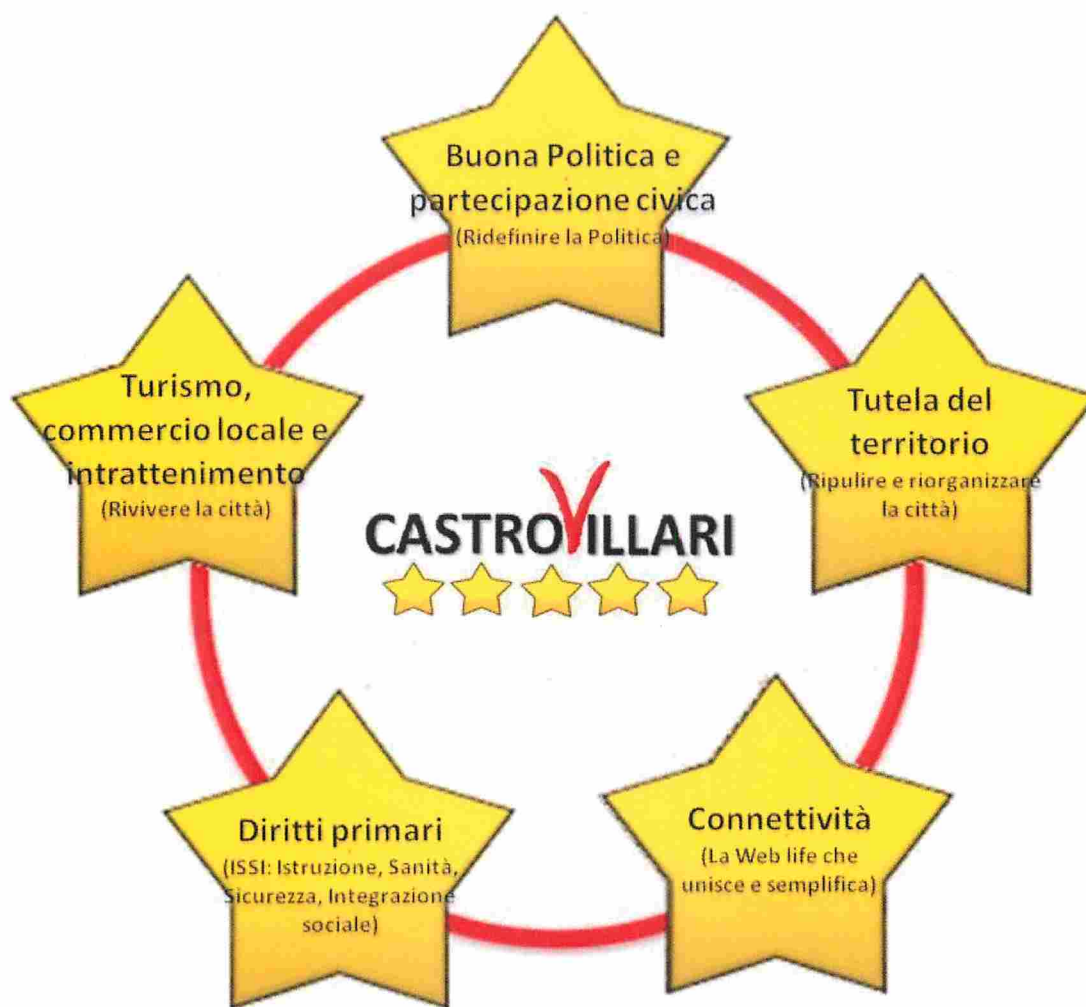 Buona Politica e
partecipazione civica
(Ridefinire la Politica)
Turismo,
commercio locale e
intrattenimento
(Rivivere la città)
Tutela del
territorio
(Ripulire e riorganizzare
la città)
CASTROVILLARI
Diritti primari
(ISSI: Istruzione, Sanità,
Sicurezza, Integrazione
sociale)
Connettività
(La Web life che
unisce e semplifica)